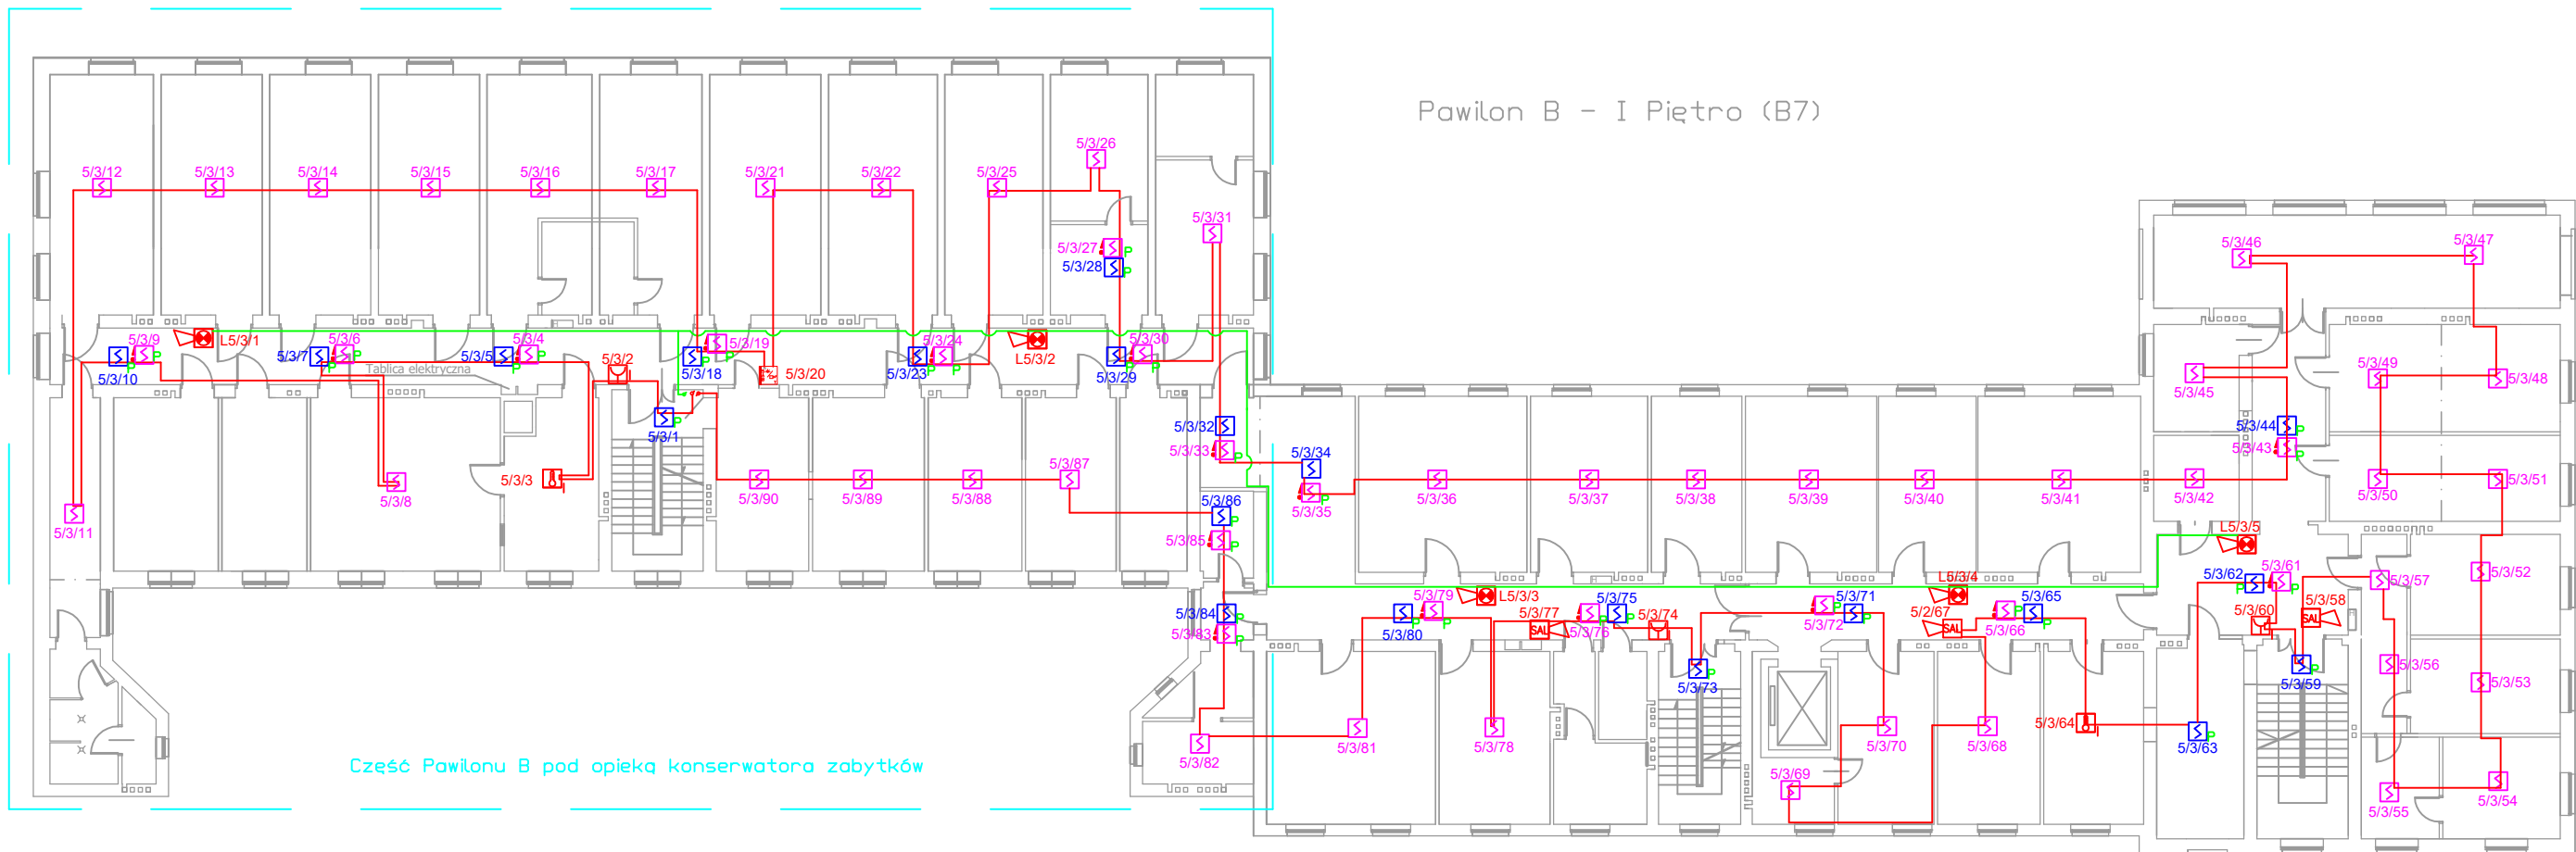 Pawilon B - I Piętro (B7)
5/3/12
5/3/13
5/3/14
5/3/15
5/3/16
5/3/17
5/3/21
5/3/22
5/3/25
5/3/26
5/3/31
5/3/27
P
5/3/28
P
5/3/46
5/3/47
5/3/9
P
5/3/10
P
L5/3/1
5/3/7
P
5/3/6
P
Tablica elektryczna
5/3/5
P
5/3/4
P
5/3/2
5/3/18
P
5/3/19
P
5/3/20
5/3/23
P
5/3/24
P
L5/3/2
5/3/29
P
5/3/30
P
5/3/1
P
5/3/45
5/3/49
5/3/48
5/3/32
5/3/33
P
5/3/34
5/3/35
P
5/3/44
P
5/3/43
P
5/3/11
5/3/8
5/3/3
5/3/90
5/3/89
5/3/88
5/3/87
5/3/86
P
5/3/85
P
5/3/36
5/3/37
5/3/38
5/3/39
5/3/40
5/3/41
5/3/42
5/3/50
5/3/51
L5/3/5
5/3/84
P
5/3/83
P
5/3/80
P
5/3/79
P
L5/3/3
5/3/77
SAL
5/3/76
P
5/3/75
P
5/3/74
5/3/73
P
5/3/72
P
5/3/71
P
L5/3/4
5/2/67
SAL
5/3/66
P
5/3/65
P
5/3/62
P
5/3/61
P
5/3/60
5/3/58
SAL
5/3/59
P
5/3/57
5/3/52
5/3/56
5/3/53
5/3/82
5/3/81
5/3/78
5/3/69
5/3/70
5/3/68
5/3/64
5/3/63
P
5/3/55
5/3/54
Część Pawilonu B pod opieką konserwatora zabytków